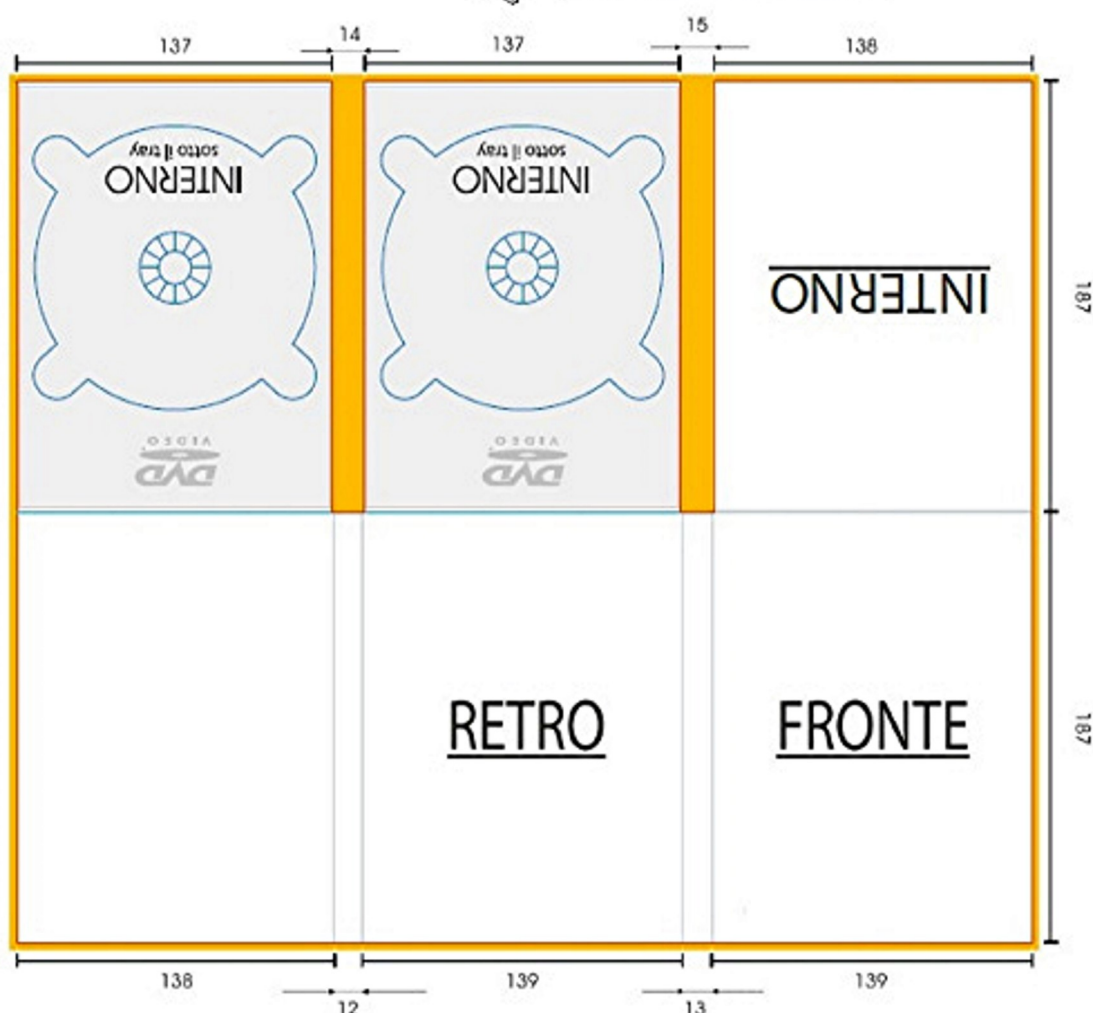 137
14
137
15
138
sotto il tray
INTERNO
sotto il tray
INTERNO
INTERNO
187
DVD
VIDEO
DVD
VIDEO
RETRO
FRONTE
187
138
12
139
13
139